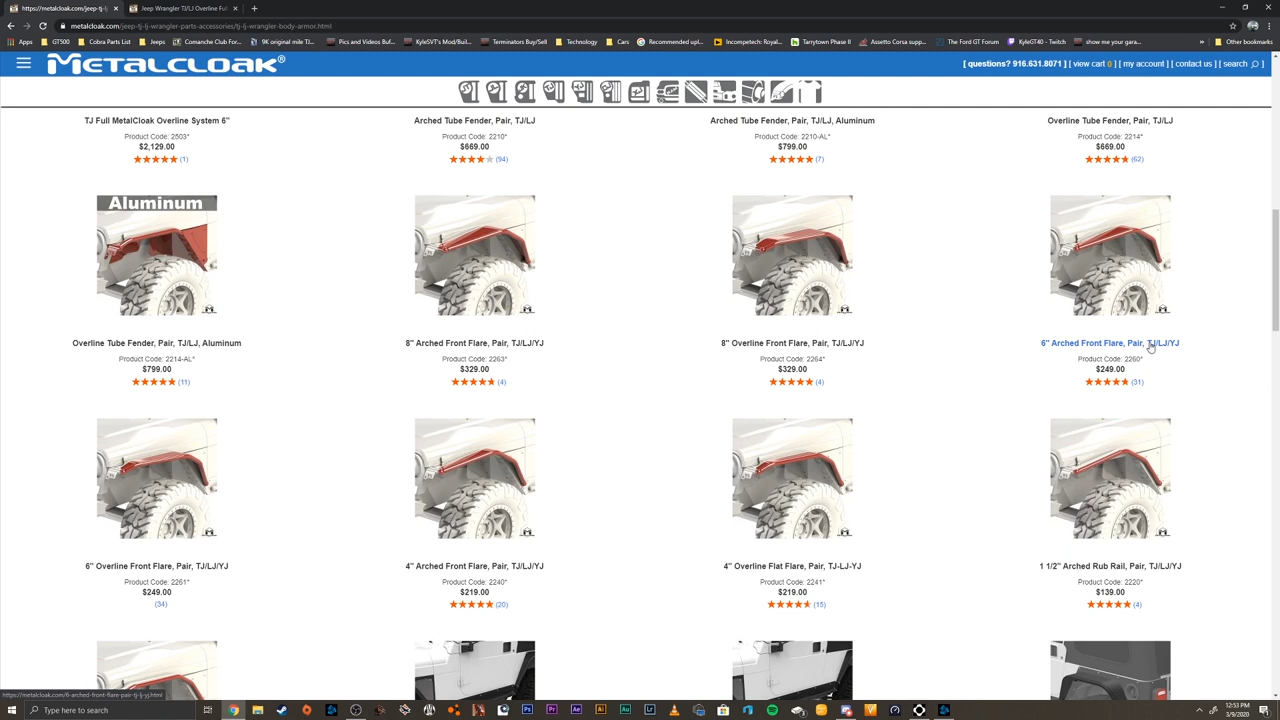 https://metalcloak.com/jeep-tj-l
Jeep Wrangler TJ/LJ Overline Ful
metalcloak.com/jeep-tj-lj-wrangler-parts-accessories/tj-lj-wrangler-body-armor.html
Apps GT500 Cobra Parts List Jeeps Comanche Club For... 9K original mile TJ... Pics and Videos Buf... KyleSVT's Mod/Buil... Terminators Buy/Sell Technology Cars Recommended upl... Incompetech: Royal... Tarrytown Phase II Assetto Corsa supp... The Ford GT Forum KyleGT40 - Twitch show me your gara... » Other bookmarks
METALCLOAK®
[ questions? 916.631.8071 ] [ view cart 0 ] [ my account ] [ contact us ] [ search ]
TJ Full MetalCloak Overline System 6" Arched Tube Fender, Pair, TJ/LJ Arched Tube Fender, Pair, TJ/LJ, Aluminum Overline Tube Fender, Pair, TJ/LJ
Product Code: 2503* Product Code: 2210* Product Code: 2210-AL* Product Code: 2214*
$2,129.00 $669.00 $799.00 $669.00
(1) (94) (7) (62)
Aluminum
Overline Tube Fender, Pair, TJ/LJ, Aluminum 8" Arched Front Flare, Pair, TJ/LJ/YJ 8" Overline Front Flare, Pair, TJ/LJ/YJ 6" Arched Front Flare, Pair, TJ/LJ/YJ
Product Code: 2214-AL* Product Code: 2263* Product Code: 2264* Product Code: 2260*
$799.00 $329.00 $329.00 $249.00
(11) (4) (4) (31)
6" Overline Front Flare, Pair, TJ/LJ/YJ 4" Arched Front Flare, Pair, TJ/LJ/YJ 4" Overline Flat Flare, Pair, TJ-LJ-YJ 1 1/2" Arched Rub Rail, Pair, TJ/LJ/YJ
Product Code: 2261* Product Code: 2240* Product Code: 2241* Product Code: 2220*
$249.00 $219.00 $219.00 $139.00
(34) (20) (15) (4)
https://metalcloak.com/6-arched-front-flare-pair-tj-lj-yj.html
Type here to search
12:53 PM
3/9/2020